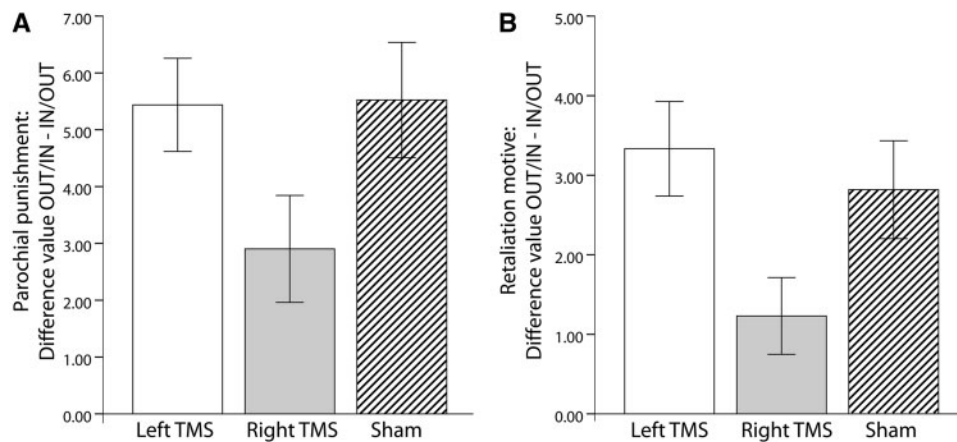 A
Parochial punishment:
Difference value OUT/IN - IN/OUT
7.00
6.00
5.00
4.00
3.00
2.00
1.00
0.00
Left TMS
Right TMS
Sham
B
Retaliation motive:
Difference value OUT/IN - IN/OUT
5.00
4.00
3.00
2.00
1.00
0.00
Left TMS
Right TMS
Sham